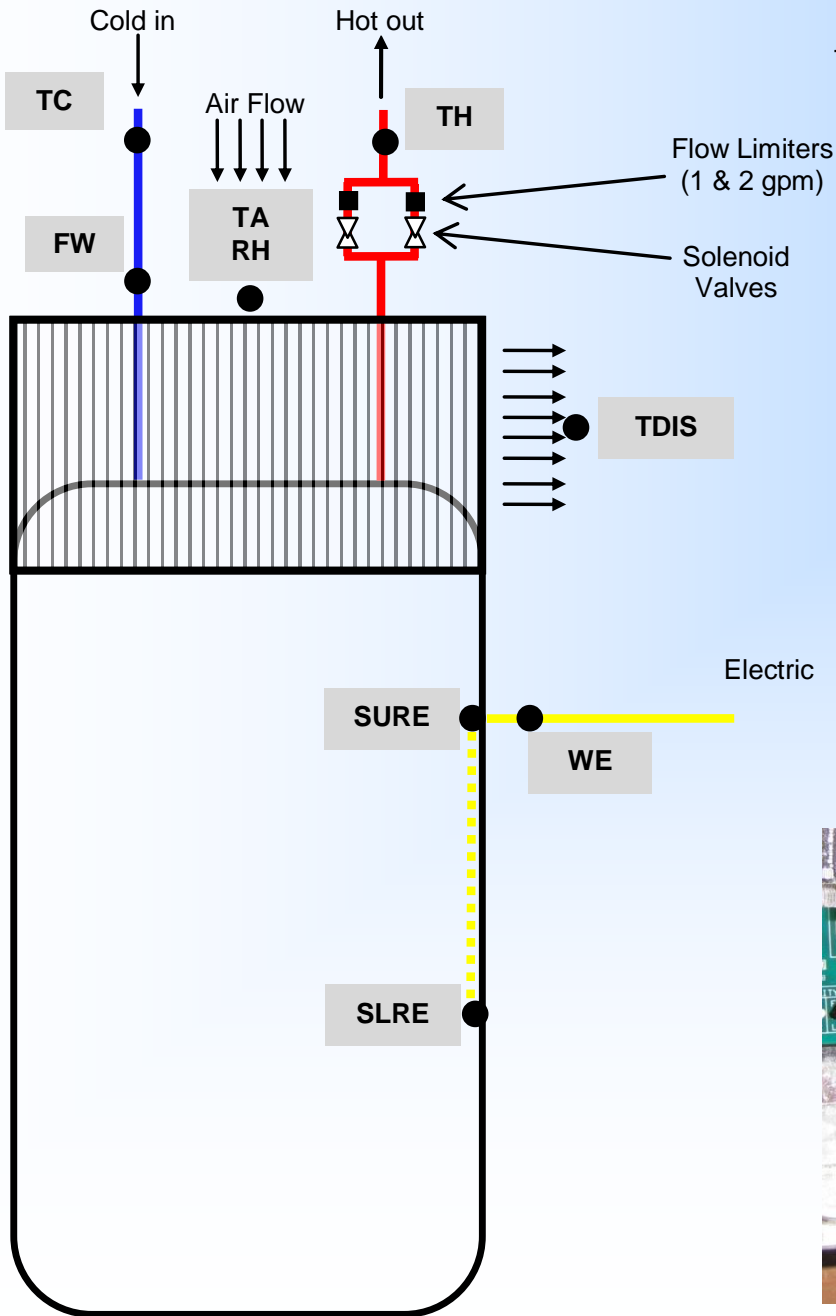 Cold in
Hot out
TC
Air Flow
TH
Flow Limiters
(1 & 2 gpm)
TA
RH
FW
Solenoid
Valves
TDIS
Electric
SURE
WE
SLRE